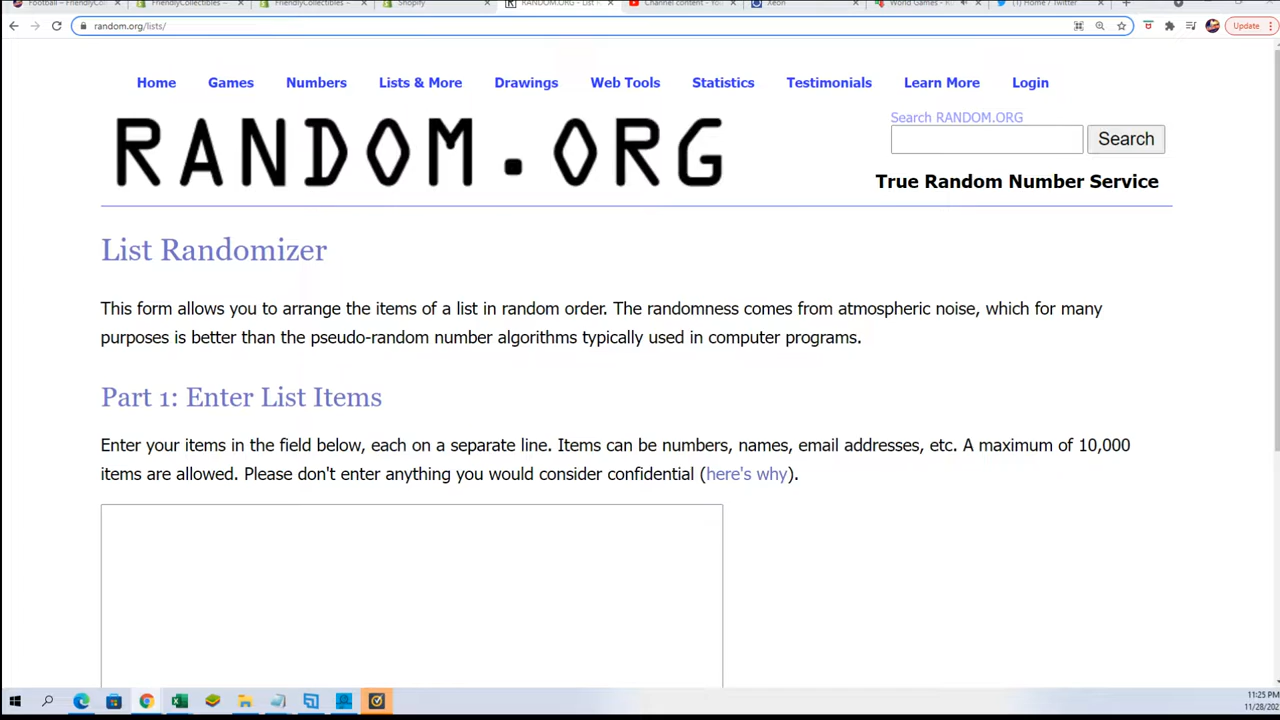 Football – FriendlyC
FriendlyCollectibles –
FriendlyCollectibles –
Shopify
RANDOM.ORG - List
Channel content - You
Xeon
World Games - R
(1) Home / Twitter
random.org/lists/
Update
Home Games Numbers Lists & More Drawings Web Tools Statistics Testimonials Learn More Login
RANDOM.ORG
Search RANDOM.ORG
Search
True Random Number Service
List Randomizer
This form allows you to arrange the items of a list in random order. The randomness comes from atmospheric noise, which for many
purposes is better than the pseudo-random number algorithms typically used in computer programs.
Part 1: Enter List Items
Enter your items in the field below, each on a separate line. Items can be numbers, names, email addresses, etc. A maximum of 10,000
items are allowed. Please don't enter anything you would consider confidential (here's why).
11:25 PM
11/28/202